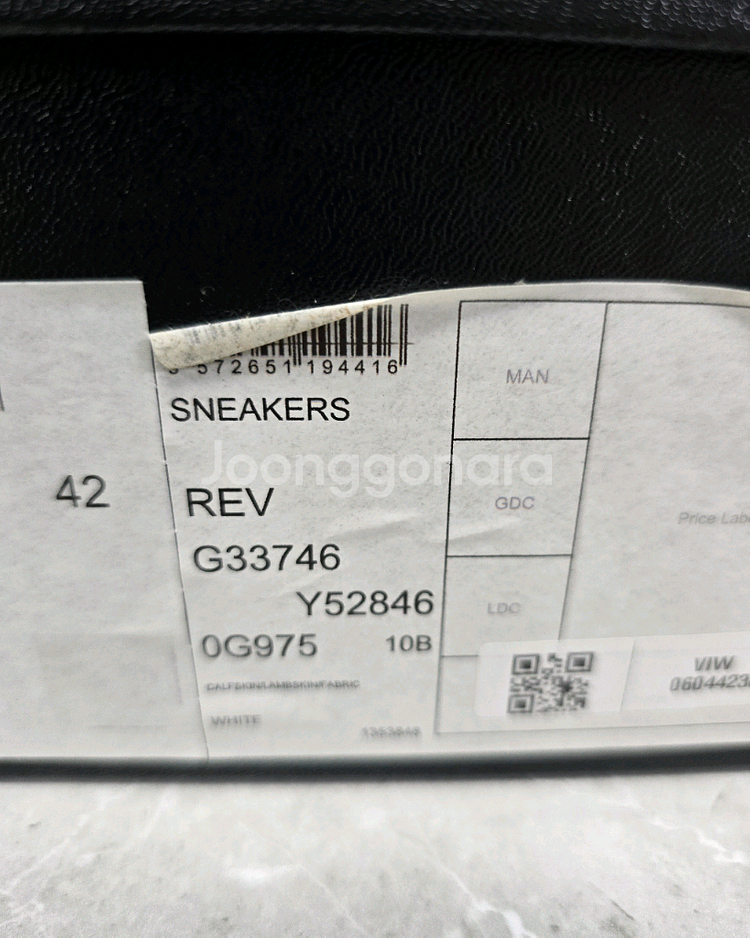 572651 194416
SNEAKERS
42
REV
G33746
Y52846
0G975 10B
CALFSKIN/LAMBSKIN/FABRIC
WHITE
MAN
GDC
LDC
Price Lab
VIW
Joonggonara